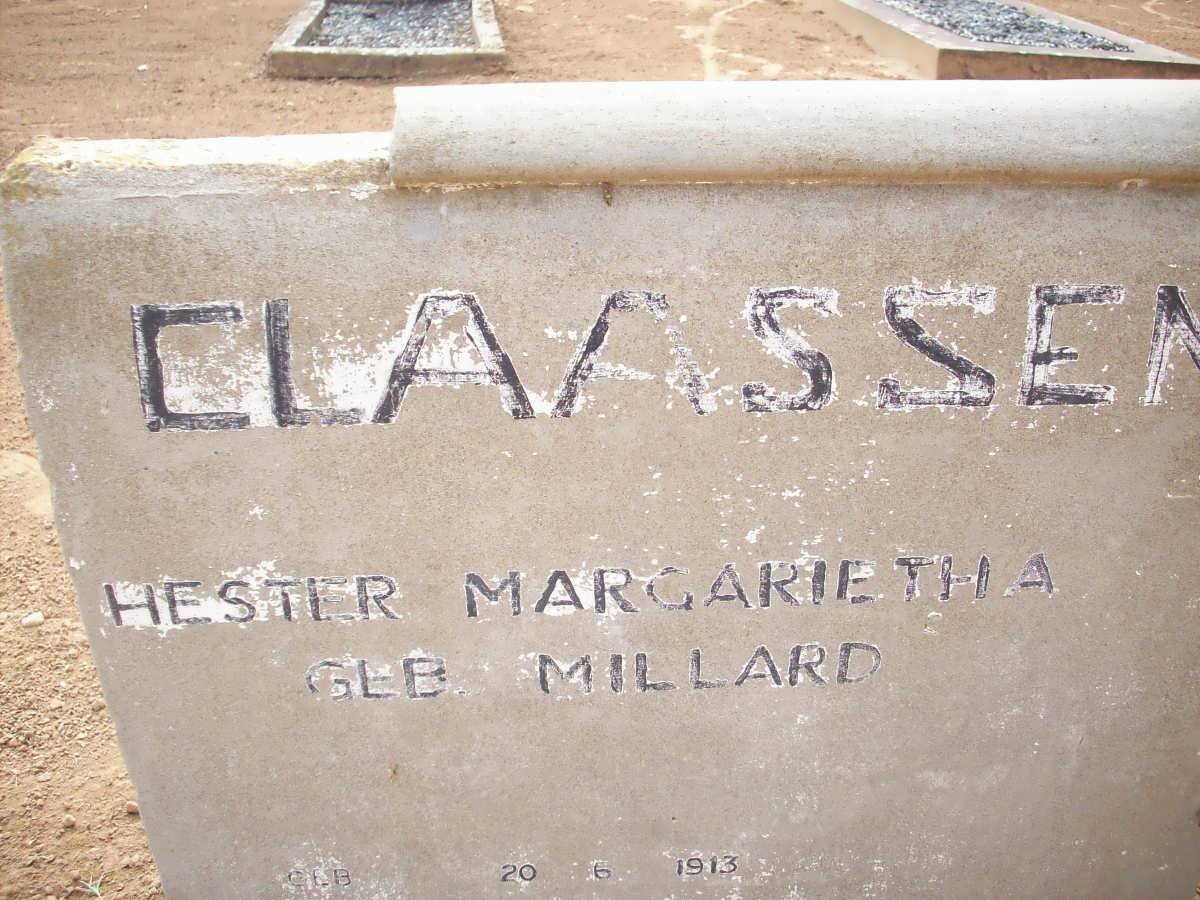 CLAASSEN
HESTER MARGARIETHA
GEB. MILLARD
GEB 20 6 1913